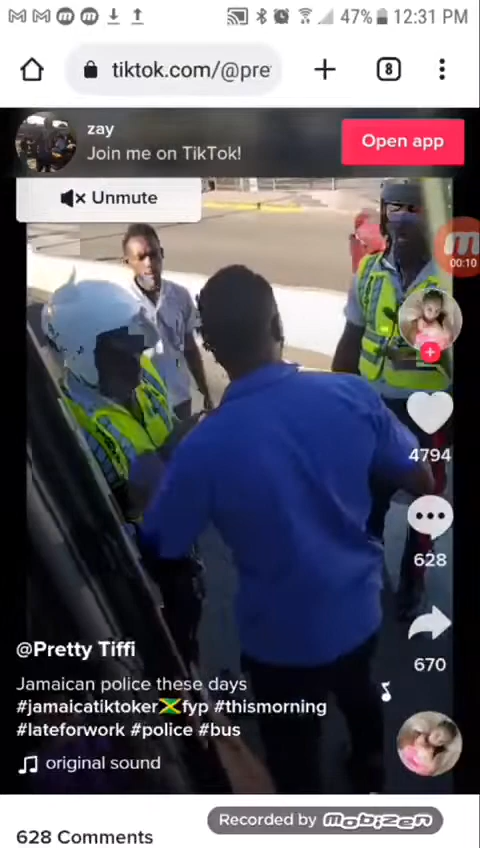 47% 12:31 PM
tiktok.com/@pre
8
zay
Join me on TikTok!
Open app
Unmute
00:10
4794
628
670
@Pretty Tiffi
Jamaican police these days
#jamaicatiktoker🇯🇲fyp #thismorning
#lateforwork #police #bus
original sound
Recorded by mobizen
628 Comments